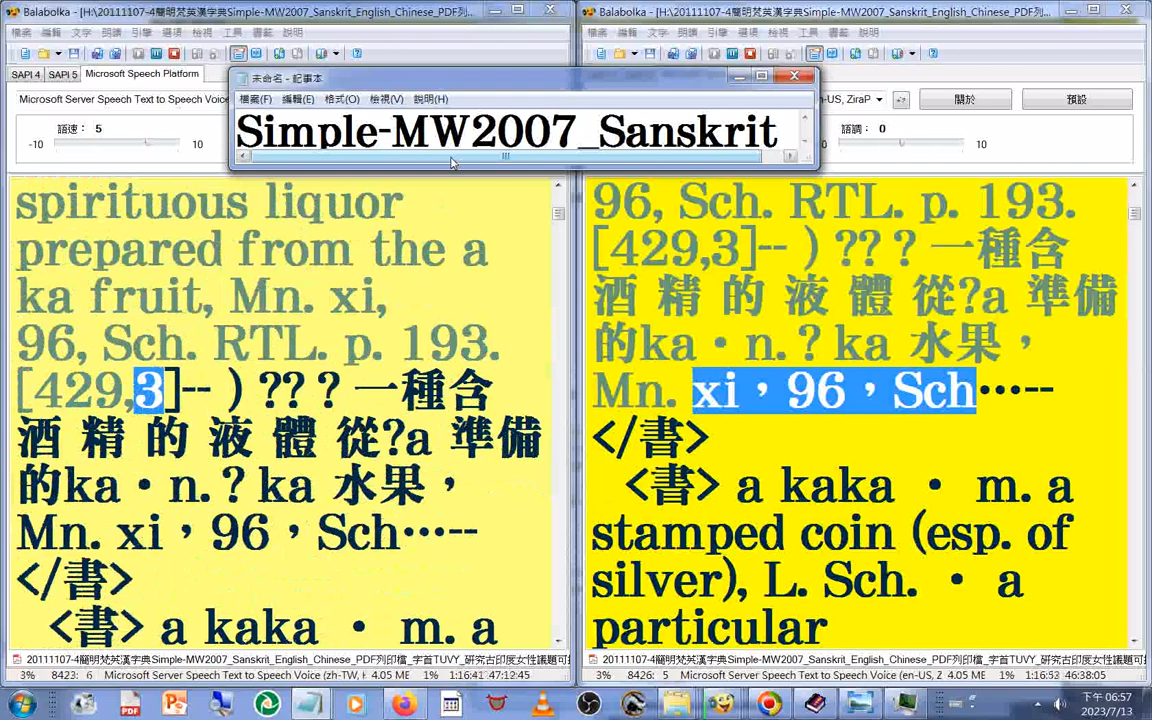 Balabolka - [H:\20111107-4簡明梵英漢字典Simple-MW2007_Sanskrit_English_Chinese_PDF列...
檔案 編輯 文字 朗讀 引擎 選項 檢視 工具 書籤 說明
SAPI 4 SAPI 5 Microsoft Speech Platform
Microsoft Server Speech Text to Speech Voice
語速： 5
-10 10
spirituous liquor
prepared from the a
ka fruit, Mn. xi,
96, Sch. RTL. p. 193.
[429,3]-- ) ??？一種含
酒 精 的 液 體 從?a 準備
的ka‧n.？ka 水果，
Mn. xi，96，Sch…--
</書>
<書> a kaka ‧ m. a
20111107-4簡明梵英漢字典Simple-MW2007_Sanskrit_English_Chinese_PDF列印檔_字首TUVY_研究古印度女性議題可
3% 8423: 6 Microsoft Server Speech Text to Speech Voice (zh-TW, H 4.05 ME 1% 1:16:41 47:12:45
未命名 - 記事本
檔案(F) 編輯(E) 格式(O) 檢視(V) 說明(H)
Simple-MW2007_Sanskrit
Balabolka - [H:\20111107-4簡明梵英漢字典Simple-MW2007_Sanskrit_English_Chinese_PDF列...
檔案 編輯 文字 朗讀 引擎 選項 檢視 工具 書籤 說明
n-US, ZiraP 關於 預設
語調： 0
10
96, Sch. RTL. p. 193.
[429,3]-- ) ??？一種含
酒 精 的 液 體 從?a 準備
的ka‧n.？ka 水果，
Mn. xi，96，Sch…--
</書>
<書> a kaka ‧ m. a
stamped coin (esp. of
silver), L. Sch. ‧ a
particular
20111107-4簡明梵英漢字典Simple-MW2007_Sanskrit_English_Chinese_PDF列印檔_字首TUVY_研究古印度女性議題可
3% 8426: 5 Microsoft Server Speech Text to Speech Voice (en-US, Z 4.05 ME 1% 1:16:53 46:38:05
下午 06:57
2023/7/13